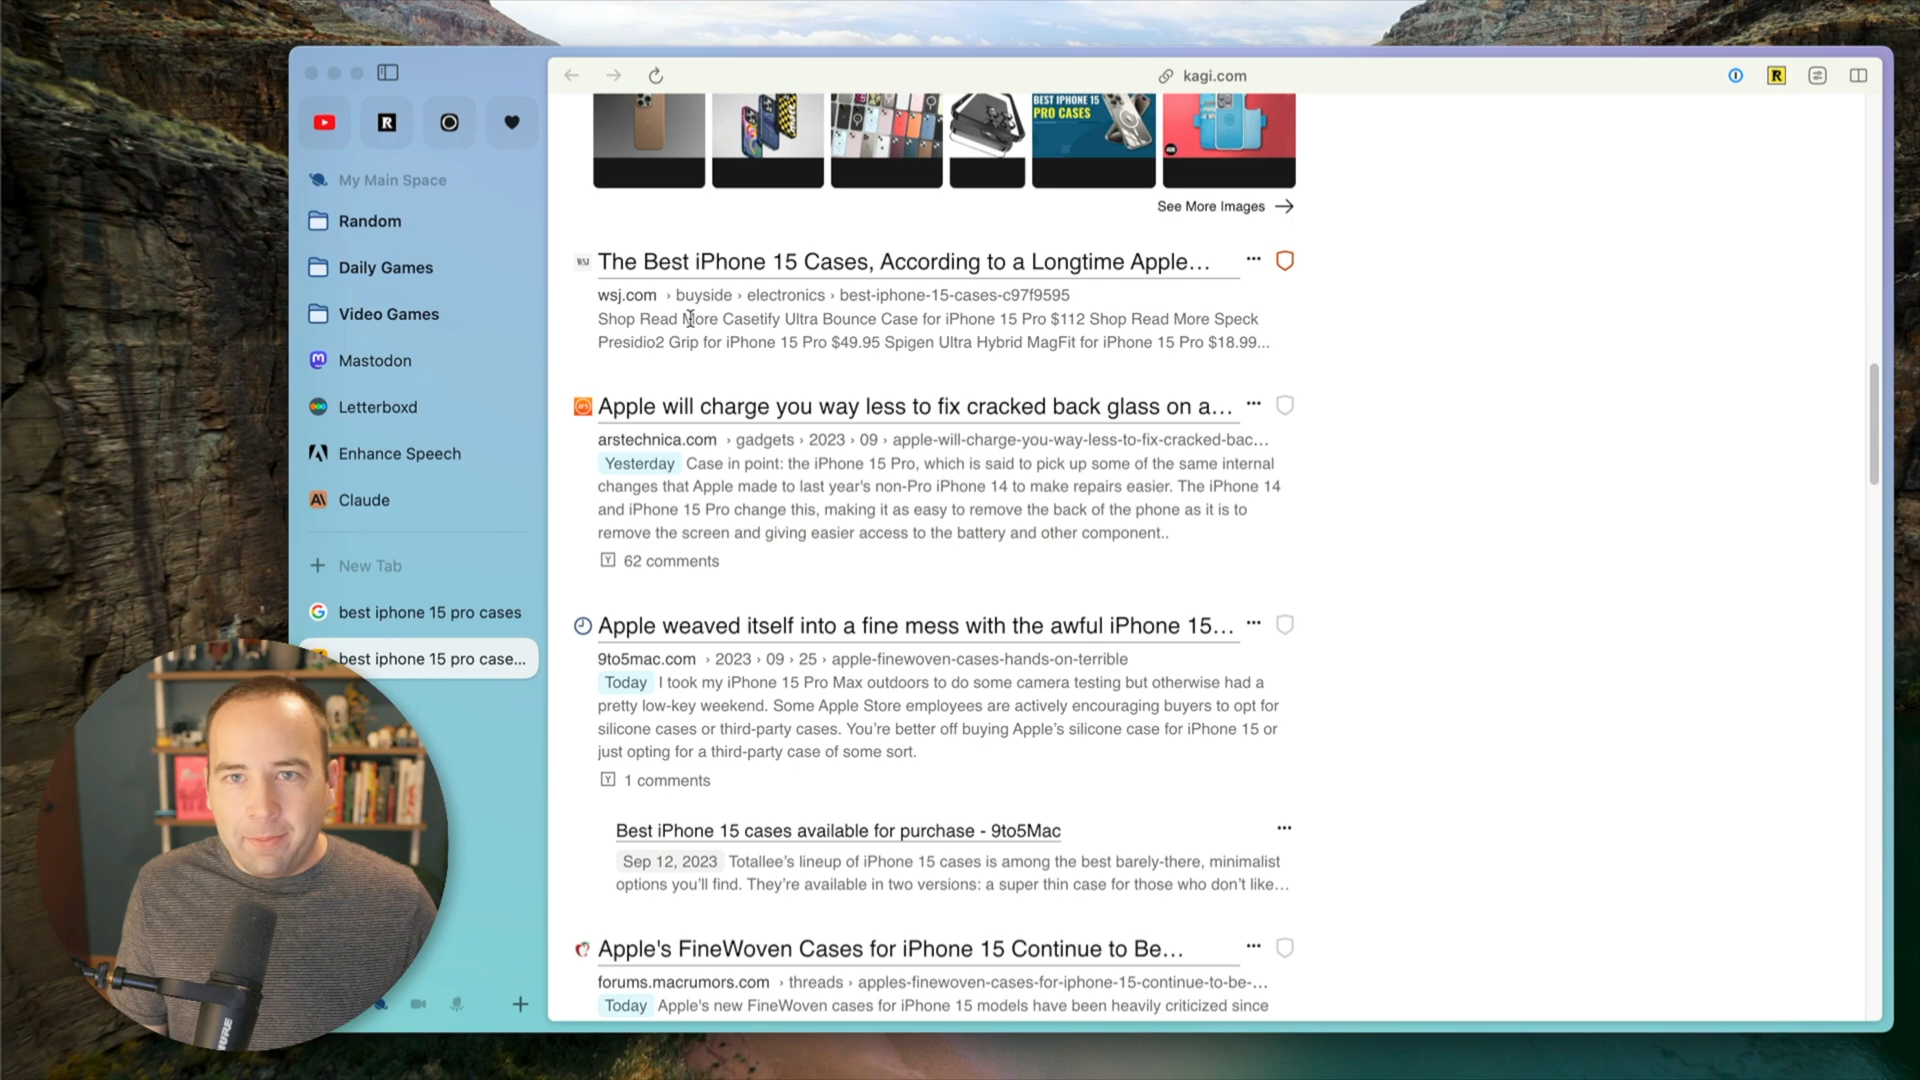 kagi.com
R
R
BEST IPHONE 15
PRO CASES
My Main Space
Random
Daily Games
Video Games
Mastodon
Letterboxd
Enhance Speech
Claude
New Tab
best iphone 15 pro cases
best iphone 15 pro case...
See More Images
WSJ
The Best iPhone 15 Cases, According to a Longtime Apple...
wsj.com › buyside › electronics › best-iphone-15-cases-c97f9595
Shop Read More Casetify Ultra Bounce Case for iPhone 15 Pro $112 Shop Read More Speck
Presidio2 Grip for iPhone 15 Pro $49.95 Spigen Ultra Hybrid MagFit for iPhone 15 Pro $18.99...
Apple will charge you way less to fix cracked back glass on a...
arstechnica.com › gadgets › 2023 › 09 › apple-will-charge-you-way-less-to-fix-cracked-bac...
Yesterday Case in point: the iPhone 15 Pro, which is said to pick up some of the same internal
changes that Apple made to last year's non-Pro iPhone 14 to make repairs easier. The iPhone 14
and iPhone 15 Pro change this, making it as easy to remove the back of the phone as it is to
remove the screen and giving easier access to the battery and other component..
Y 62 comments
Apple weaved itself into a fine mess with the awful iPhone 15...
9to5mac.com › 2023 › 09 › 25 › apple-finewoven-cases-hands-on-terrible
Today I took my iPhone 15 Pro Max outdoors to do some camera testing but otherwise had a
pretty low-key weekend. Some Apple Store employees are actively encouraging buyers to opt for
silicone cases or third-party cases. You're better off buying Apple's silicone case for iPhone 15 or
just opting for a third-party case of some sort.
Y 1 comments
Best iPhone 15 cases available for purchase - 9to5Mac
Sep 12, 2023 Totallee's lineup of iPhone 15 cases is among the best barely-there, minimalist
options you'll find. They're available in two versions: a super thin case for those who don't like...
Apple's FineWoven Cases for iPhone 15 Continue to Be...
forums.macrumors.com › threads › apples-finewoven-cases-for-iphone-15-continue-to-be-...
Today Apple's new FineWoven cases for iPhone 15 models have been heavily criticized since
SHURE